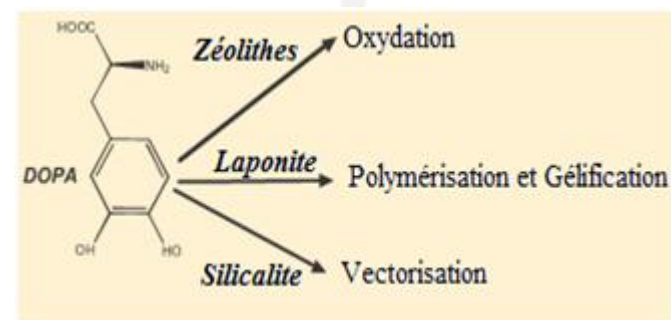 HOOC
NH2
Zéolithes
Oxydation
DOPA
Laponite
Polymérisation et Gélification
OH
HO
Silicalite
Vectorisation